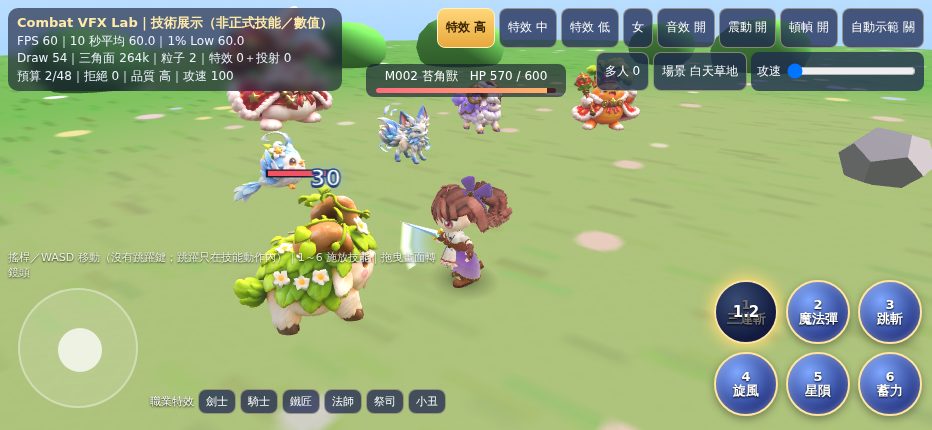 Combat VFX Lab｜技術展示（非正式技能／數值）
FPS 60｜10 秒平均 60.0｜1% Low 60.0
Draw 54｜三角面 264k｜粒子 2｜特效 0＋投射 0
預算 2/48｜拒絕 0｜品質 高｜攻速 100
特效 高
特效 中
特效 低
女
音效 開
震動 開
頓幀 開
自動示範 關
M002 苔角獸 HP 570 / 600
多人 0
場景 白天草地
攻速
30
搖桿／WASD 移動（沒有跳躍鍵；跳躍只在技能動作內）｜1～6 施放技能｜拖曳畫面轉
鏡頭
1
三連斬
1.2
2
魔法彈
3
跳斬
4
旋風
5
星隕
6
蓄力
職業特效
劍士
騎士
鐵匠
法師
祭司
小丑